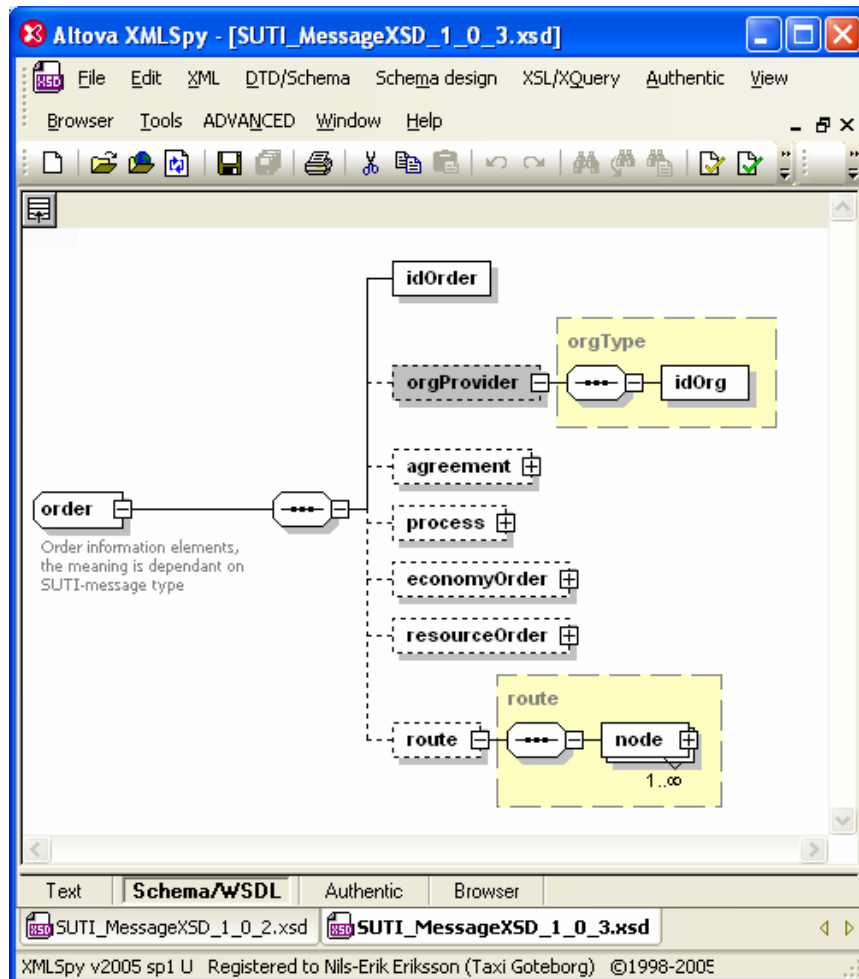 Altova XMLSpy - [SUTI_MessageXSD_1_0_3.xsd]
File Edit XML DTD/Schema Schema design XSL/XQuery Authentic View
Browser Tools ADVANCED Window Help
idOrder
orgType
orgProvider
idOrg
agreement
order
process
Order information elements,
the meaning is dependant on
SUTI-message type
economyOrder
resourceOrder
route
route
node
1..∞
Text Schema/WSDL Authentic Browser
SUTI_MessageXSD_1_0_2.xsd SUTI_MessageXSD_1_0_3.xsd
XMLSpy v2005 sp1 U Registered to Nils-Erik Eriksson (Taxi Goteborg) ©1998-2005